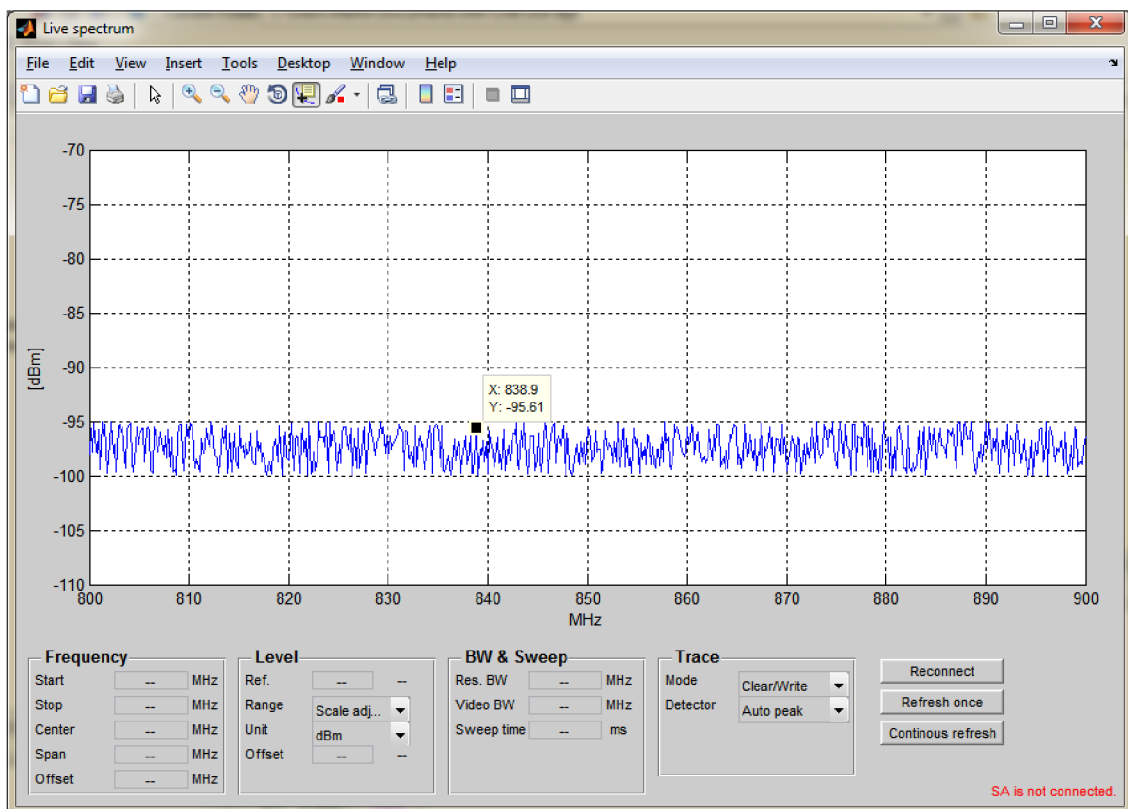 Live spectrum
File Edit View Insert Tools Desktop Window Help
-70
-75
-80
-85
-90
-95
-100
-105
-110
[dBm]
X: 838.9
Y: -95.61
800 810 820 830 840 850 860 870 880 890 900
MHz
Frequency
Start -- MHz
Stop -- MHz
Center -- MHz
Span -- MHz
Offset -- MHz
Level
Ref. -- --
Range Scale adj...
Unit dBm
Offset -- --
BW & Sweep
Res. BW -- MHz
Video BW -- MHz
Sweep time -- ms
Trace
Mode Clear/Write
Detector Auto peak
Reconnect
Refresh once
Continous refresh
SA is not connected.